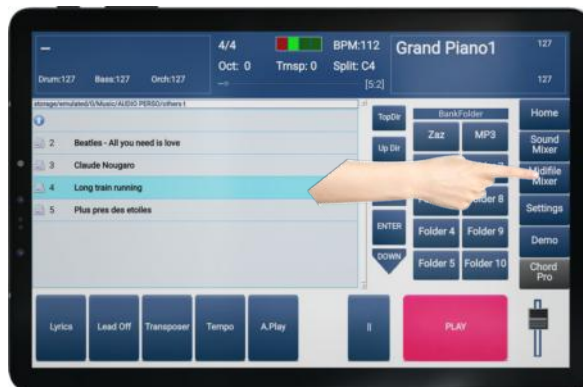 —
4/4
BPM:112
Grand Piano1
127
Oct: 0
Trnsp: 0
Split: C4
Drum:127
Bass:127
Orch:127
[5:2]
127
storage/emulated/0/Music/AUDIO PERSO/others t
TopDir
BankFolder
Home
2 Beatles - All you need is love
Up Dir
Zaz
MP3
Sound
Mixer
3 Claude Nougaro
Midifile
Mixer
4 Long train running
Folder 8
Settings
5 Plus pres des etoiles
ENTER
Folder 4
Folder 9
Demo
DOWN
Folder 5
Folder 10
Chord
Pro
Lyrics
Lead Off
Transposer
Tempo
A.Play
||
PLAY